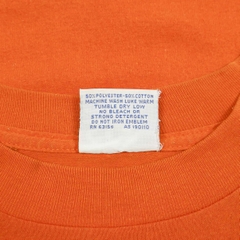 50% POLYESTER-50% COTTON
MACHINE WASH LUKE WARM
TUMBLE DRY LOW
NO BLEACH OR
STRONG DETERGENT
DO NOT IRON EMBLEM
RN